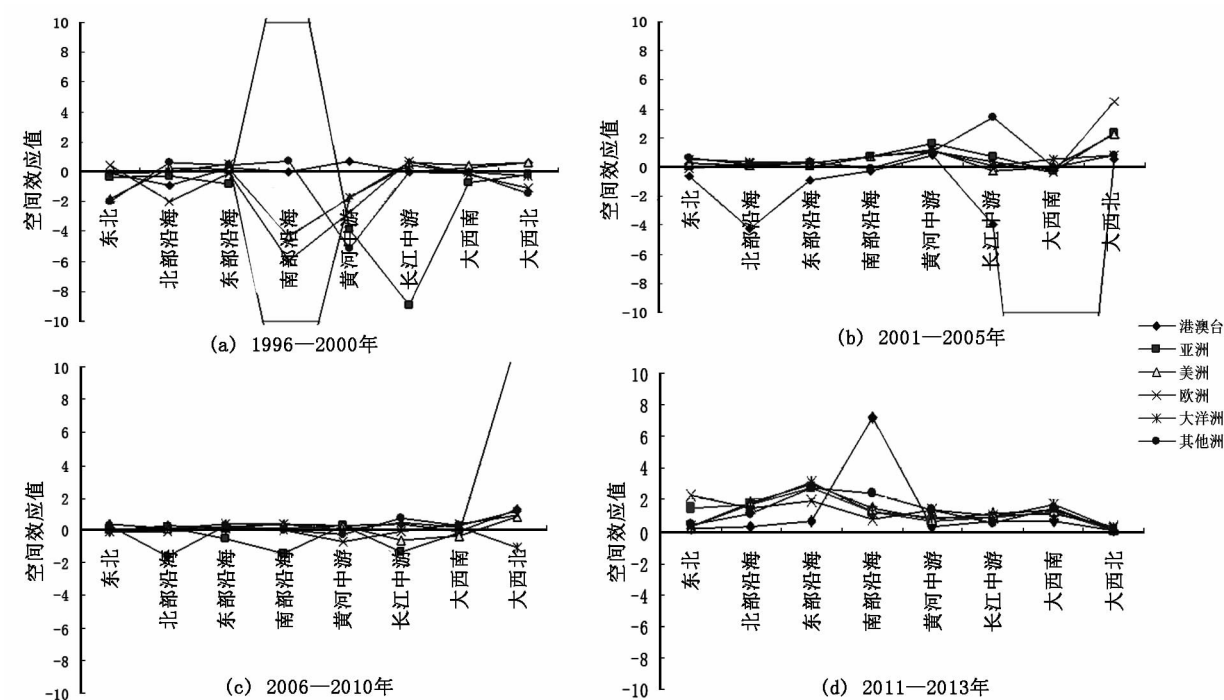 10
8
6
4
2
0
-2
-4
-6
-8
-10
空间效应值
东北
北部沿海
东部沿海
南部沿海
黄河中游
长江中游
大西南
大西北
(a) 1996—2000年
10
8
6
4
2
0
-2
-4
-6
-8
-10
空间效应值
东北
北部沿海
东部沿海
南部沿海
黄河中游
长江中游
大西南
大西北
(b) 2001—2005年
港澳台
亚洲
美洲
欧洲
大洋洲
其他洲
10
8
6
4
2
0
-2
-4
-6
-8
-10
空间效应值
东北
北部沿海
东部沿海
南部沿海
黄河中游
长江中游
大西南
大西北
(c) 2006—2010年
10
8
6
4
2
0
-2
-4
-6
-8
-10
空间效应值
东北
北部沿海
东部沿海
南部沿海
黄河中游
长江中游
大西南
大西北
(d) 2011—2013年